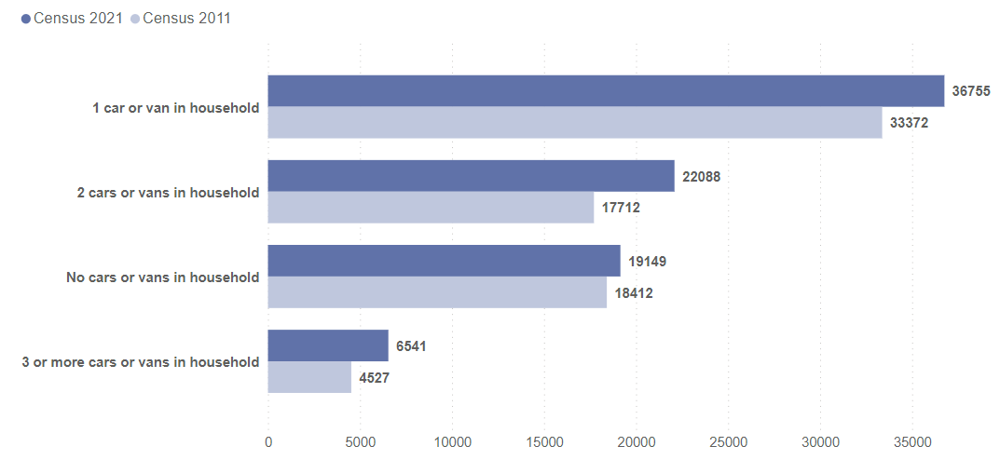 Census 2021 Census 2011
1 car or van in household
36755
33372
2 cars or vans in household
22088
17712
No cars or vans in household
19149
18412
3 or more cars or vans in household
6541
4527
0 5000 10000 15000 20000 25000 30000 35000